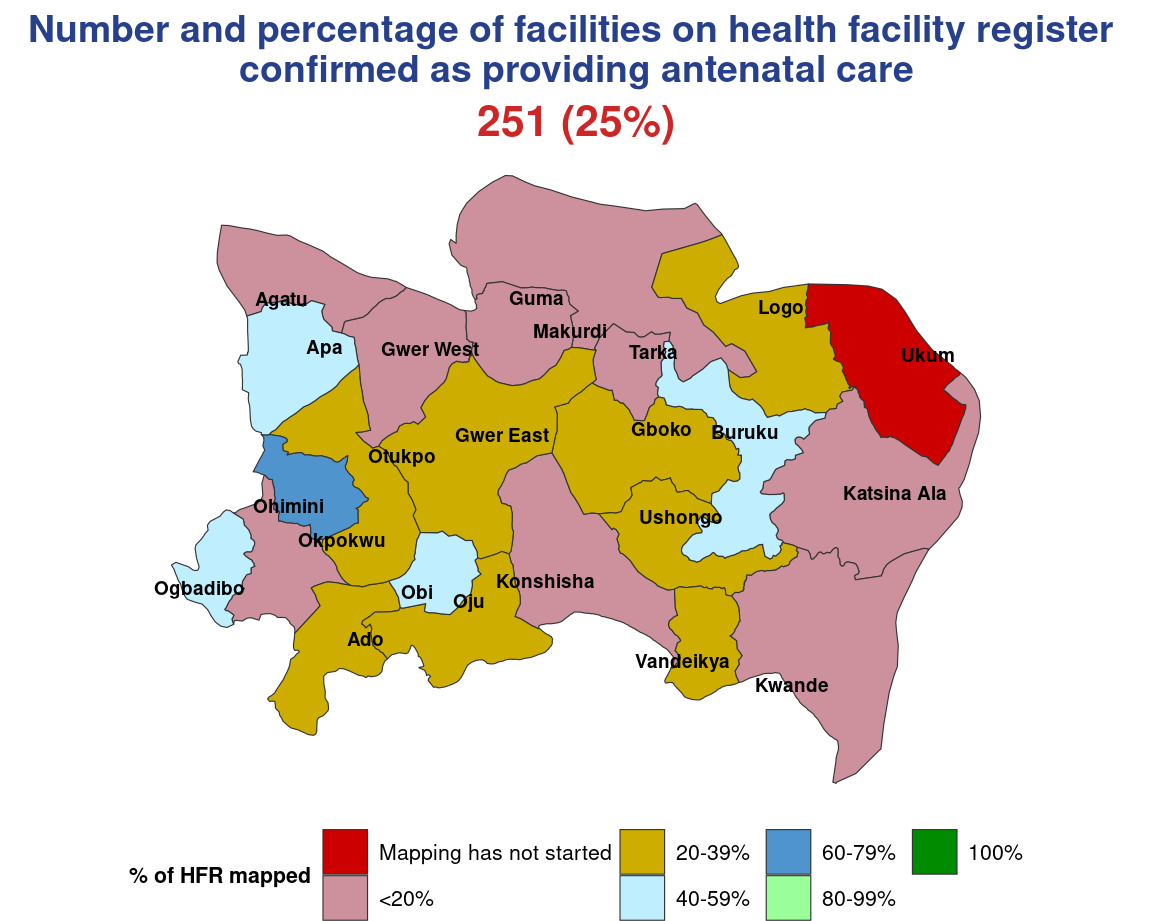 Number and percentage of facilities on health facility register
confirmed as providing antenatal care
251 (25%)
Agatu
Guma
Logo
Makurdi
Apa
Gwer West
Tarka
Ukum
Gwer East
Gboko
Buruku
Otukpo
Katsina Ala
Ohimini
Ushongo
Okpokwu
Konshisha
Ogbadibo
Obi
Oju
Ado
Vandeikya
Kwande
% of HFR mapped
Mapping has not started
<20%
20-39%
40-59%
60-79%
80-99%
100%